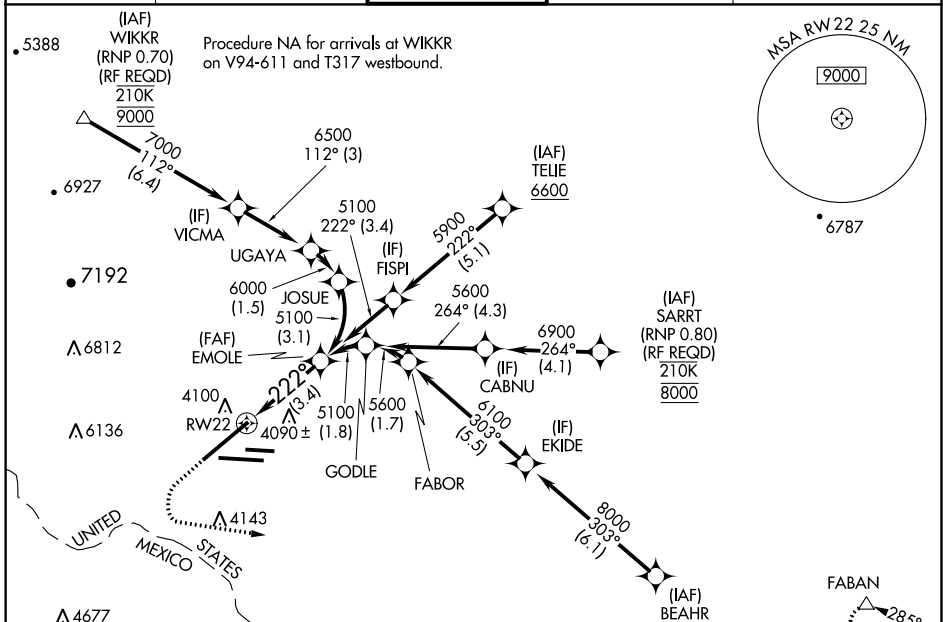 (IAF)
WIKKR
(RNP 0.70)
(RF REQD)
210K
9000
5388
Procedure NA for arrivals at WIKKR
on V94-611 and T317 westbound.
MSA RW22 25 NM
9000
7000
112°
(6.4)
6500
112° (3)
(IAF)
TELIE
6600
6927
(IF)
VICMA
5100
222° (3.4)
5900
222°
(5.1)
6787
UGAYA
(IF)
FISPI
7192
6000
(1.5)
JOSUE
5600
264° (4.3)
(IAF)
SARRT
(RNP 0.80)
(RF REQD)
210K
8000
5100
(3.1)
6900
264°
(4.1)
6812
(FAF)
EMOLE
(IF)
CABNU
222°
(3.4)
4100
RW22
4090±
5100
(1.8)
5600
(1.7)
6100
303°
(5.5)
6136
(IF)
EKIDE
GODLE
FABOR
4143
UNITED STATES
MEXICO
8000
303°
(6.1)
(IAF)
BEAHR
FABAN
285°
4677